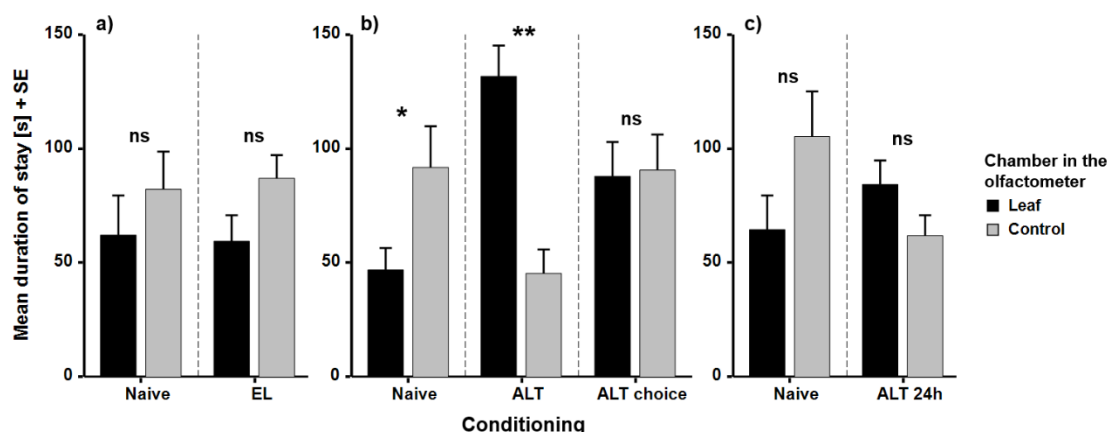 a)
b)
c)
Mean duration of stay [s] + SE
150
100
50
0
ns
ns
Naive
EL
150
100
50
0
*
**
ns
Naive
ALT
ALT choice
150
100
50
0
ns
ns
Naive
ALT 24h
Conditioning
Chamber in the
olfactometer
Leaf
Control